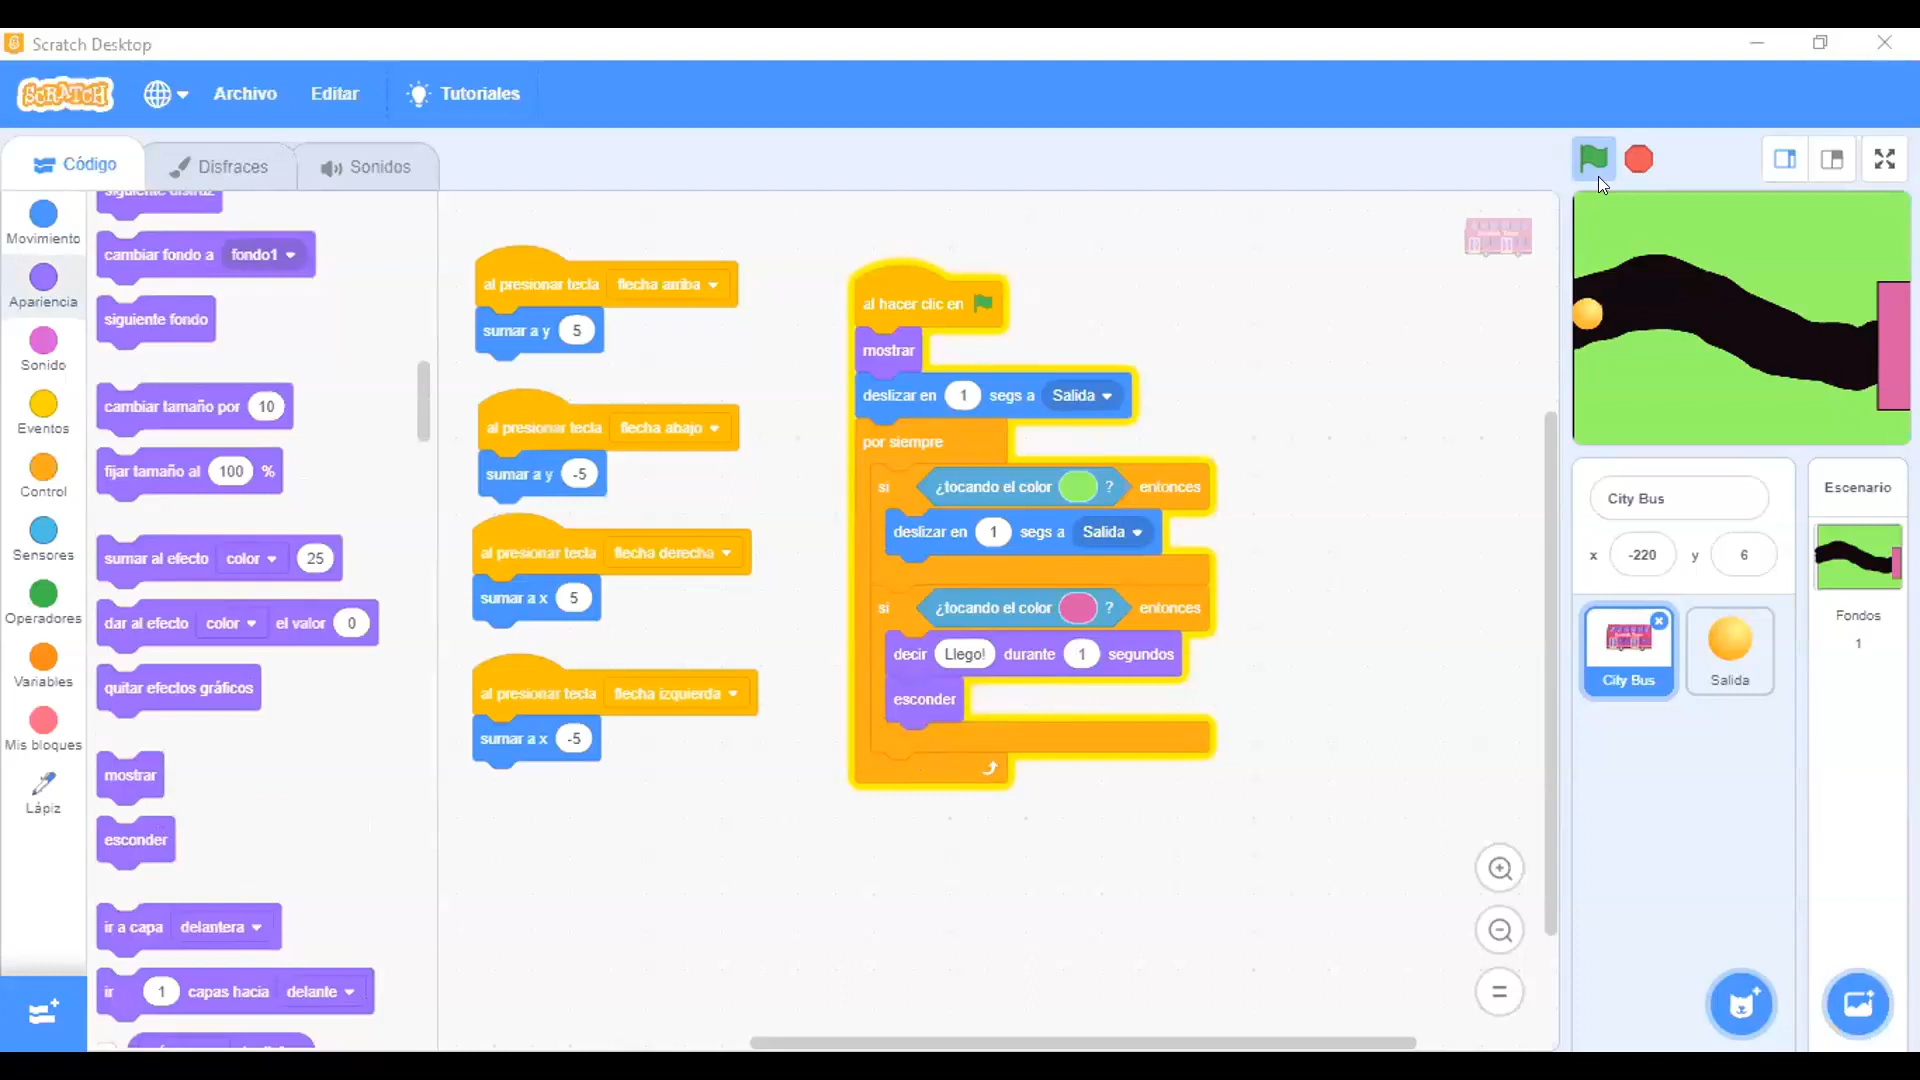 Scratch Desktop
SCRATCH
Archivo
Editar
Tutoriales
Código
Disfraces
Sonidos
Movimiento
Apariencia
Sonido
Eventos
Control
Sensores
Operadores
Variables
Mis bloques
Lápiz
siguiente disfraz
cambiar fondo a fondo1
siguiente fondo
cambiar tamaño por 10
fijar tamaño al 100 %
sumar al efecto color 25
dar al efecto color el valor 0
quitar efectos gráficos
mostrar
esconder
ir a capa delantera
ir 1 capas hacia delante
al presionar tecla flecha arriba
sumar a y 5
al presionar tecla flecha abajo
sumar a y -5
al presionar tecla flecha derecha
sumar a x 5
al presionar tecla flecha izquierda
sumar a x -5
al hacer clic en
mostrar
deslizar en 1 segs a Salida
por siempre
si ¿tocando el color ? entonces
deslizar en 1 segs a Salida
si ¿tocando el color ? entonces
decir Llego! durante 1 segundos
esconder
City Bus
x -220 y 6
City Bus
Salida
Escenario
Fondos
1